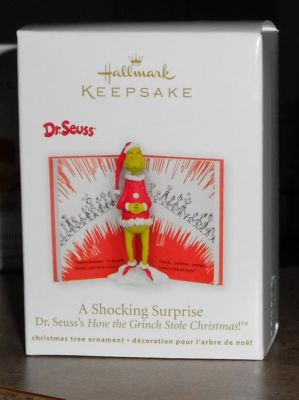 Hallmark
KEEPSAKE
Dr. Seuss
A Shocking Surprise
Dr. Seuss's How the Grinch Stole Christmas!™
christmas tree ornament • décoration pour l'arbre de noël